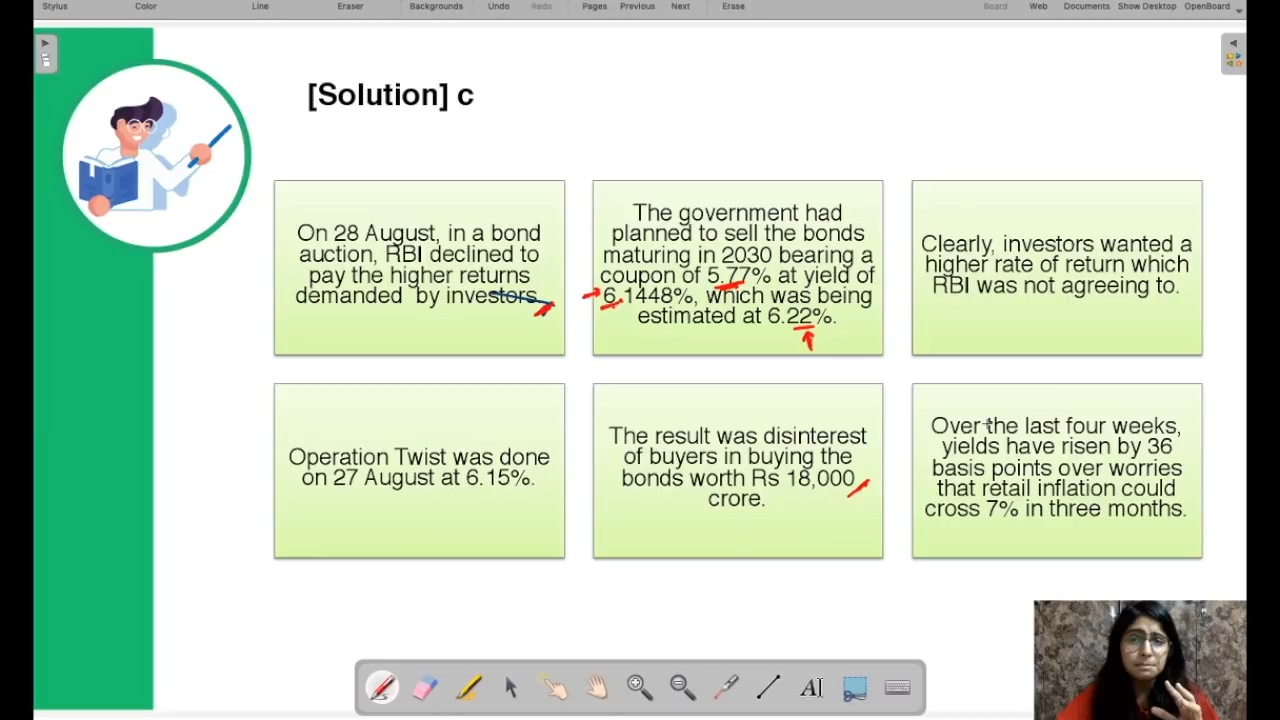 Stylus Color Line Eraser Backgrounds Undo Redo Pages Previous Next Erase Board Web Documents Show Desktop OpenBoard
[Solution] c
On 28 August, in a bond
auction, RBI declined to
pay the higher returns
demanded by investors.
The government had
planned to sell the bonds
maturing in 2030 bearing a
coupon of 5.77% at yield of
6.1448%, which was being
estimated at 6.22%.
Clearly, investors wanted a
higher rate of return which
RBI was not agreeing to.
Operation Twist was done
on 27 August at 6.15%.
The result was disinterest
of buyers in buying the
bonds worth Rs 18,000
crore.
Over the last four weeks,
yields have risen by 36
basis points over worries
that retail inflation could
cross 7% in three months.
AI